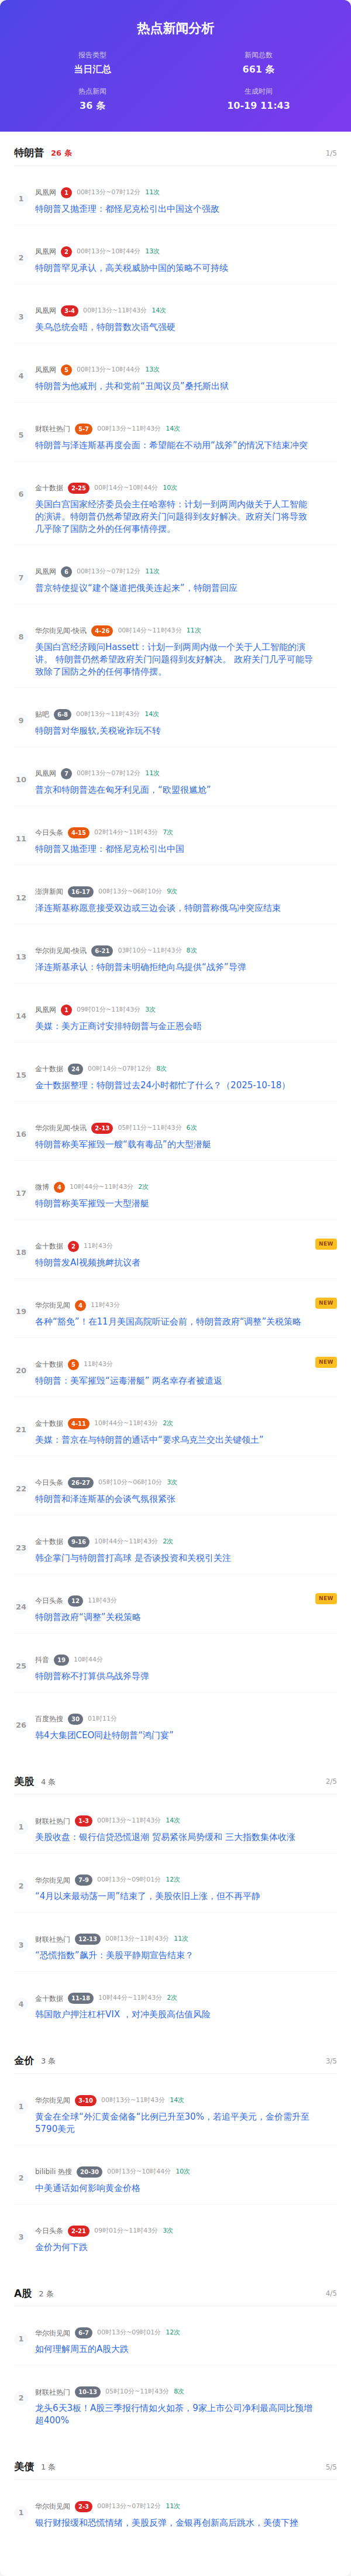 热点新闻分析
报告类型
新闻总数
当日汇总
661 条
热点新闻
生成时间
36 条
10-19 11:43
特朗普 26 条 1/5
1
凤凰网 1 00时13分~07时12分 11次
特朗普又抛歪理：都怪尼克松引出中国这个强敌
2
凤凰网 2 00时13分~10时44分 13次
特朗普罕见承认，高关税威胁中国的策略不可持续
3
凤凰网 3-4 00时13分~11时43分 14次
美乌总统会晤，特朗普数次语气强硬
4
凤凰网 5 00时13分~10时44分 13次
特朗普为他减刑，共和党前“丑闻议员”桑托斯出狱
5
财联社热门 5-7 00时13分~11时43分 14次
特朗普与泽连斯基再度会面：希望能在不动用“战斧”的情况下结束冲突
6
金十数据 2-25 00时14分~10时44分 10次
美国白宫国家经济委员会主任哈塞特：计划一到两周内做关于人工智能
的演讲。特朗普仍然希望政府关门问题得到友好解决。政府关门将导致
几乎除了国防之外的任何事情停摆。
7
凤凰网 6 00时13分~07时12分 11次
普京特使提议“建个隧道把俄美连起来”，特朗普回应
8
华尔街见闻-快讯 4-26 00时14分~11时43分 11次
美国白宫经济顾问Hassett：计划一到两周内做一个关于人工智能的演
讲。 特朗普仍然希望政府关门问题得到友好解决。 政府关门几乎可能导
致除了国防之外的任何事情停摆。
9
贴吧 6-8 00时13分~11时43分 14次
特朗普对华服软,关税讹诈玩不转
10
凤凰网 7 00时13分~07时12分 11次
普京和特朗普选在匈牙利见面，“欧盟很尴尬”
11
今日头条 4-15 02时14分~11时43分 7次
特朗普又抛歪理：都怪尼克松引出中国
12
澎湃新闻 16-17 00时13分~06时10分 9次
泽连斯基称愿意接受双边或三边会谈，特朗普称俄乌冲突应结束
13
华尔街见闻-快讯 6-21 03时10分~11时43分 8次
泽连斯基承认：特朗普未明确拒绝向乌提供“战斧”导弹
14
凤凰网 1 09时01分~11时43分 3次
美媒：美方正商讨安排特朗普与金正恩会晤
15
金十数据 24 00时14分~07时12分 8次
金十数据整理：特朗普过去24小时都忙了什么？（2025-10-18）
16
华尔街见闻-快讯 2-13 05时11分~11时43分 6次
特朗普称美军摧毁一艘“载有毒品”的大型潜艇
17
微博 4 10时44分~11时43分 2次
特朗普称美军摧毁一大型潜艇
18
金十数据 2 11时43分 NEW
特朗普发AI视频挑衅抗议者
19
华尔街见闻 4 11时43分 NEW
各种“豁免”！在11月美国高院听证会前，特朗普政府“调整”关税策略
20
金十数据 5 11时43分 NEW
特朗普：美军摧毁“运毒潜艇” 两名幸存者被遣返
21
金十数据 4-11 10时44分~11时43分 2次
美媒：普京在与特朗普的通话中“要求乌克兰交出关键领土”
22
今日头条 26-27 05时10分~06时10分 3次
特朗普和泽连斯基的会谈气氛很紧张
23
金十数据 9-16 10时44分~11时43分 2次
韩企掌门与特朗普打高球 是否谈投资和关税引关注
24
今日头条 12 11时43分 NEW
特朗普政府“调整”关税策略
25
抖音 19 10时44分
特朗普称不打算供乌战斧导弹
26
百度热搜 30 01时11分
韩4大集团CEO同赴特朗普“鸿门宴”
美股 4 条 2/5
1
财联社热门 1-3 00时13分~11时43分 14次
美股收盘：银行信贷恐慌退潮 贸易紧张局势缓和 三大指数集体收涨
2
华尔街见闻 7-9 00时13分~09时01分 12次
“4月以来最动荡一周”结束了，美股依旧上涨，但不再平静
3
财联社热门 12-13 00时13分~09时43分 11次
“恐慌指数”飙升：美股平静期宣告结束？
4
金十数据 11-18 10时44分~11时43分 2次
韩国散户押注杠杆VIX ，对冲美股高估值风险
金价 3 条 3/5
1
华尔街见闻 3-10 00时13分~11时43分 14次
黄金在全球“外汇黄金储备“比例已升至30%，若追平美元，金价需升至
5790美元
2
bilibili 热搜 20-30 00时13分~10时44分 10次
中美通话如何影响黄金价格
3
今日头条 2-21 09时01分~11时43分 3次
金价为何下跌
A股 2 条 4/5
1
华尔街见闻 6-7 00时13分~09时01分 12次
如何理解周五的A股大跌
2
财联社热门 10-13 05时10分~11时43分 8次
龙头6天3板！A股三季报行情如火如荼，9家上市公司净利最高同比预增
超400%
美债 1 条 5/5
1
华尔街见闻 2-3 00时13分~07时12分 11次
银行财报缓和恐慌情绪，美股反弹，金银再创新高后跳水，美债下挫